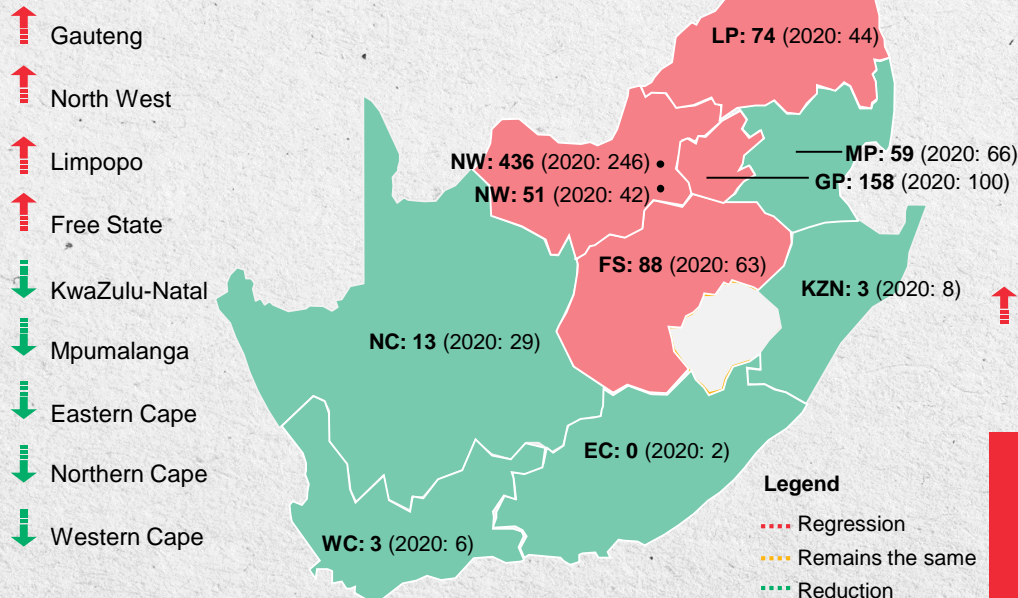 Gauteng
North West
Limpopo
Free State
KwaZulu-Natal
Mpumalanga
Eastern Cape
Northern Cape
Western Cape
LP: 74 (2020: 44)
NW: 436 (2020: 246)
NW: 51 (2020: 42)
MP: 59 (2020: 66)
GP: 158 (2020: 100)
FS: 88 (2020: 63)
KZN: 3 (2020: 8)
NC: 13 (2020: 29)
EC: 0 (2020: 2)
WC: 3 (2020: 6)
Legend
Regression
Remains the same
Reduction